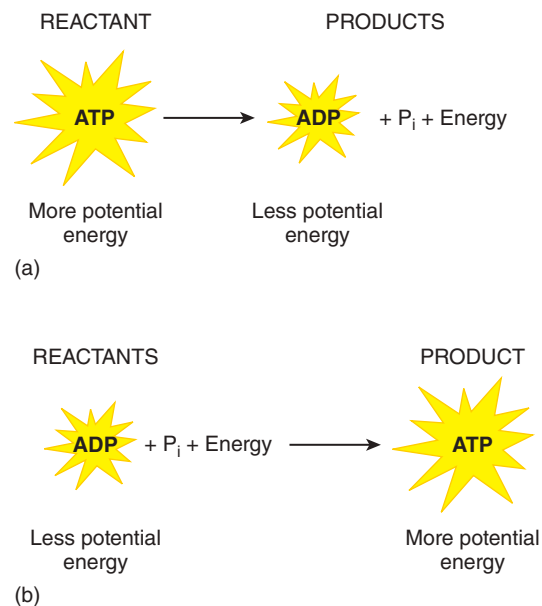 REACTANT PRODUCTS
ATP ADP + Pi + Energy
More potential Less potential
energy energy
(a)
REACTANTS PRODUCT
ADP + Pi + Energy ATP
Less potential More potential
energy energy
(b)